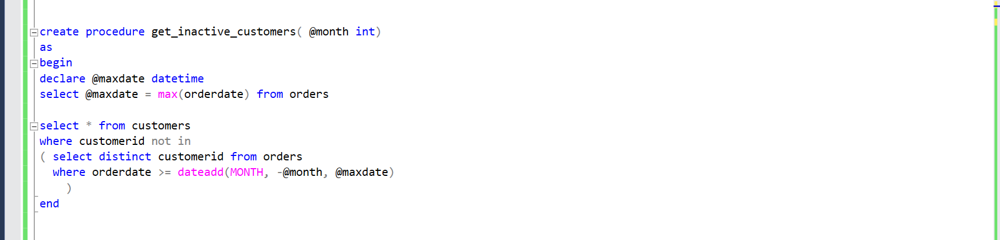 create procedure get_inactive_customers( @month int)
as
begin
declare @maxdate datetime
select @maxdate = max(orderdate) from orders
select * from customers
where customerid not in
( select distinct customerid from orders
where orderdate >= dateadd(MONTH, -@month, @maxdate)
)
end